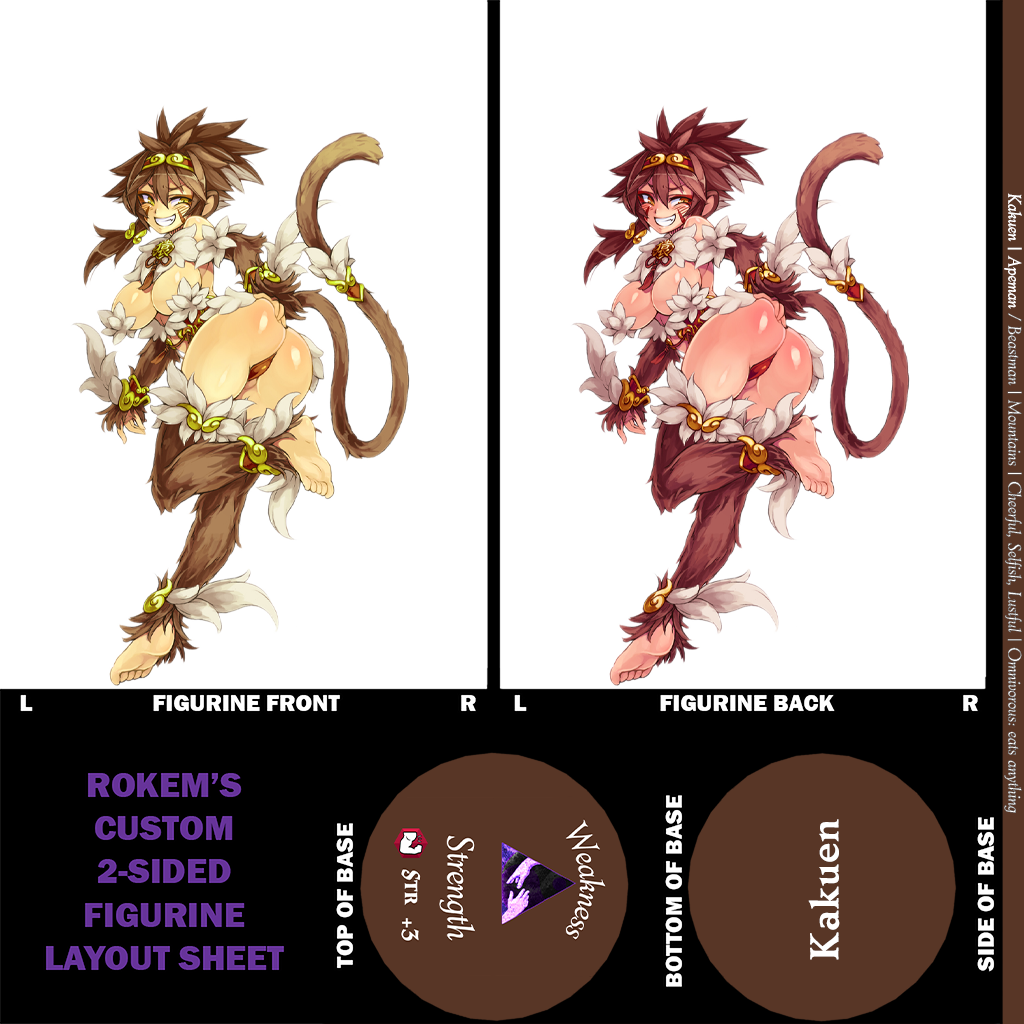 L
FIGURINE FRONT
R
L
FIGURINE BACK
R
Kakuen | Apeman / Beastman | Mountains | Cheerful, Selfish, Lustful | Omnivorous: eats anything
ROKEM'S
CUSTOM
2-SIDED
FIGURINE
LAYOUT SHEET
TOP OF BASE
Weakness
Strength
STR +3
BOTTOM OF BASE
Kakuen
SIDE OF BASE